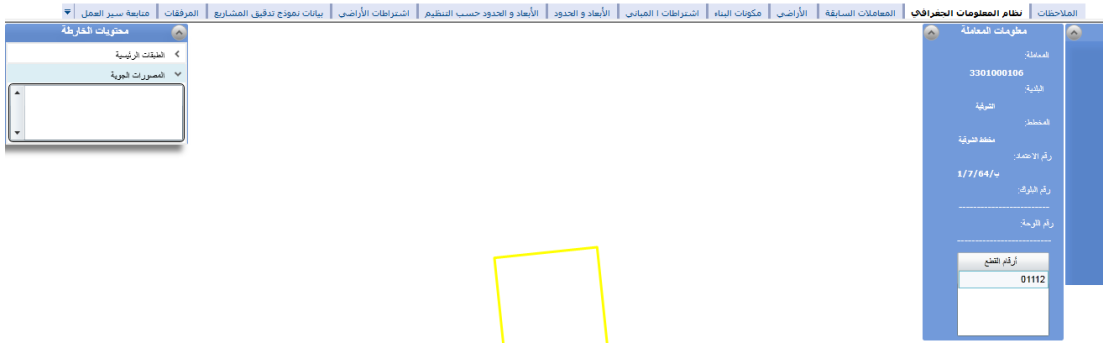 الملاحظات | نظام المعلومات الجغرافي | المعاملات السابقة | الأراضي | مكونات البناء | اشتراطات المباني | الأبعاد و الحدود | الأبعاد و الحدود حسب التنظيم | اشتراطات الأراضي | بيانات نموذج تدقيق المشاريع | المرفقات | متابعة سير العمل
معلومات المعاملة
المعاملة:
3301000106
البلدية:
الشرقية
المخطط:
مخطط الشرقية
رقم الاعتماد:
ب/1/7/64
رقم البلوك:
--------------------------
رقم اللوحة:
--------------------------
أرقام القطع
01112
محتويات الخارطة
الطبقات الرئيسية
المصورات الجوية